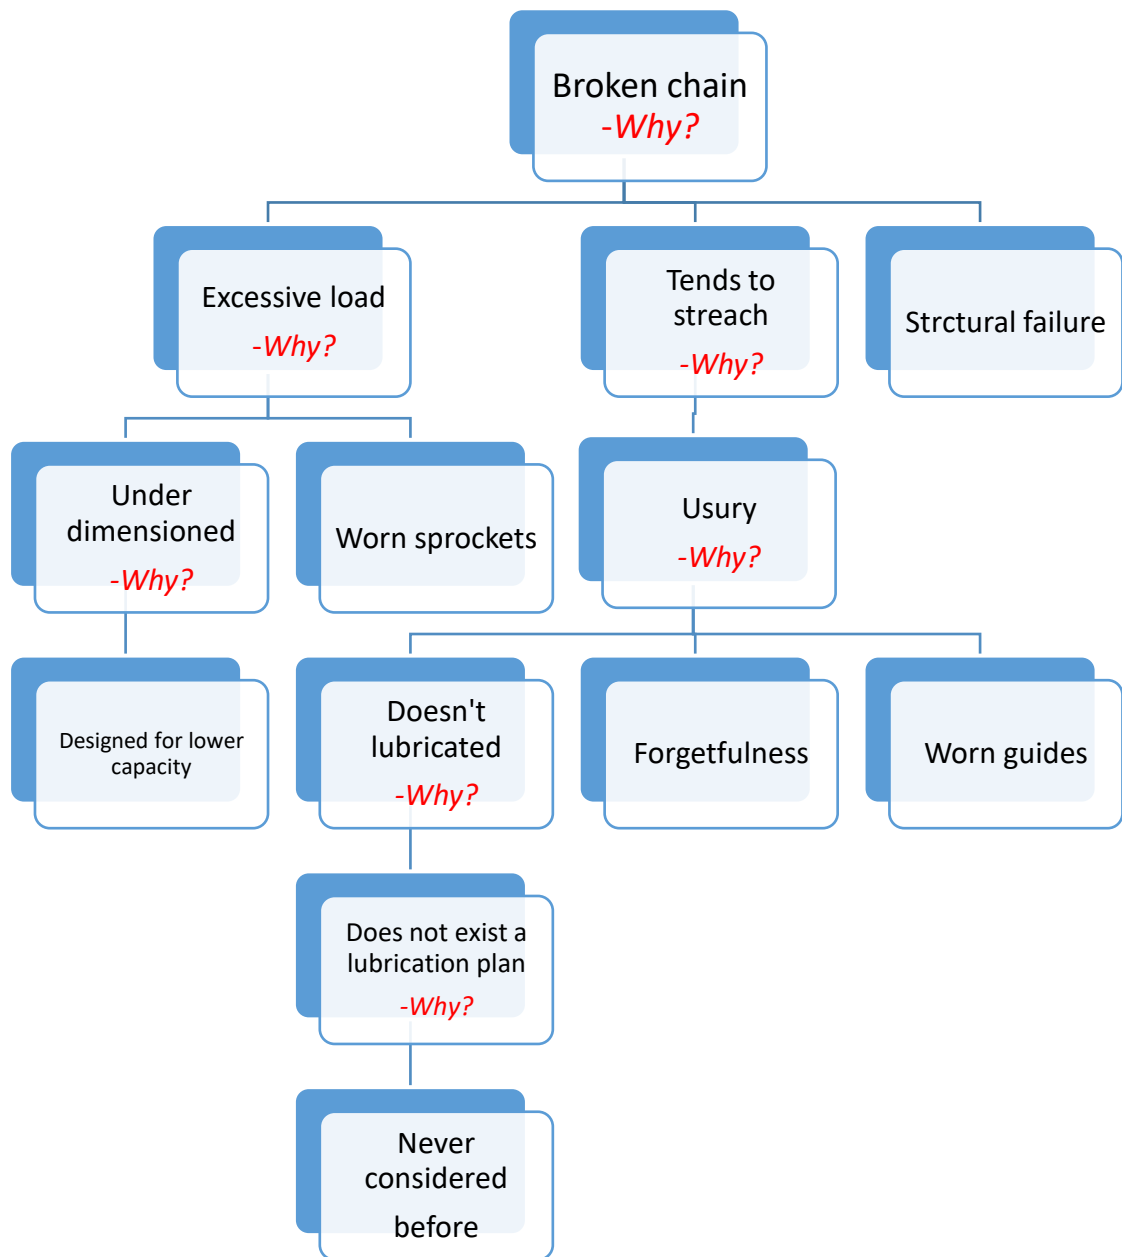 Broken chain
-Why?
Excessive load
-Why?
Tends to
streach
-Why?
Strctural failure
Under
dimensioned
-Why?
Worn sprockets
Usury
-Why?
Designed for lower
capacity
Doesn't
lubricated
-Why?
Forgetfulness
Worn guides
Does not exist a
lubrication plan
-Why?
Never
considered
before